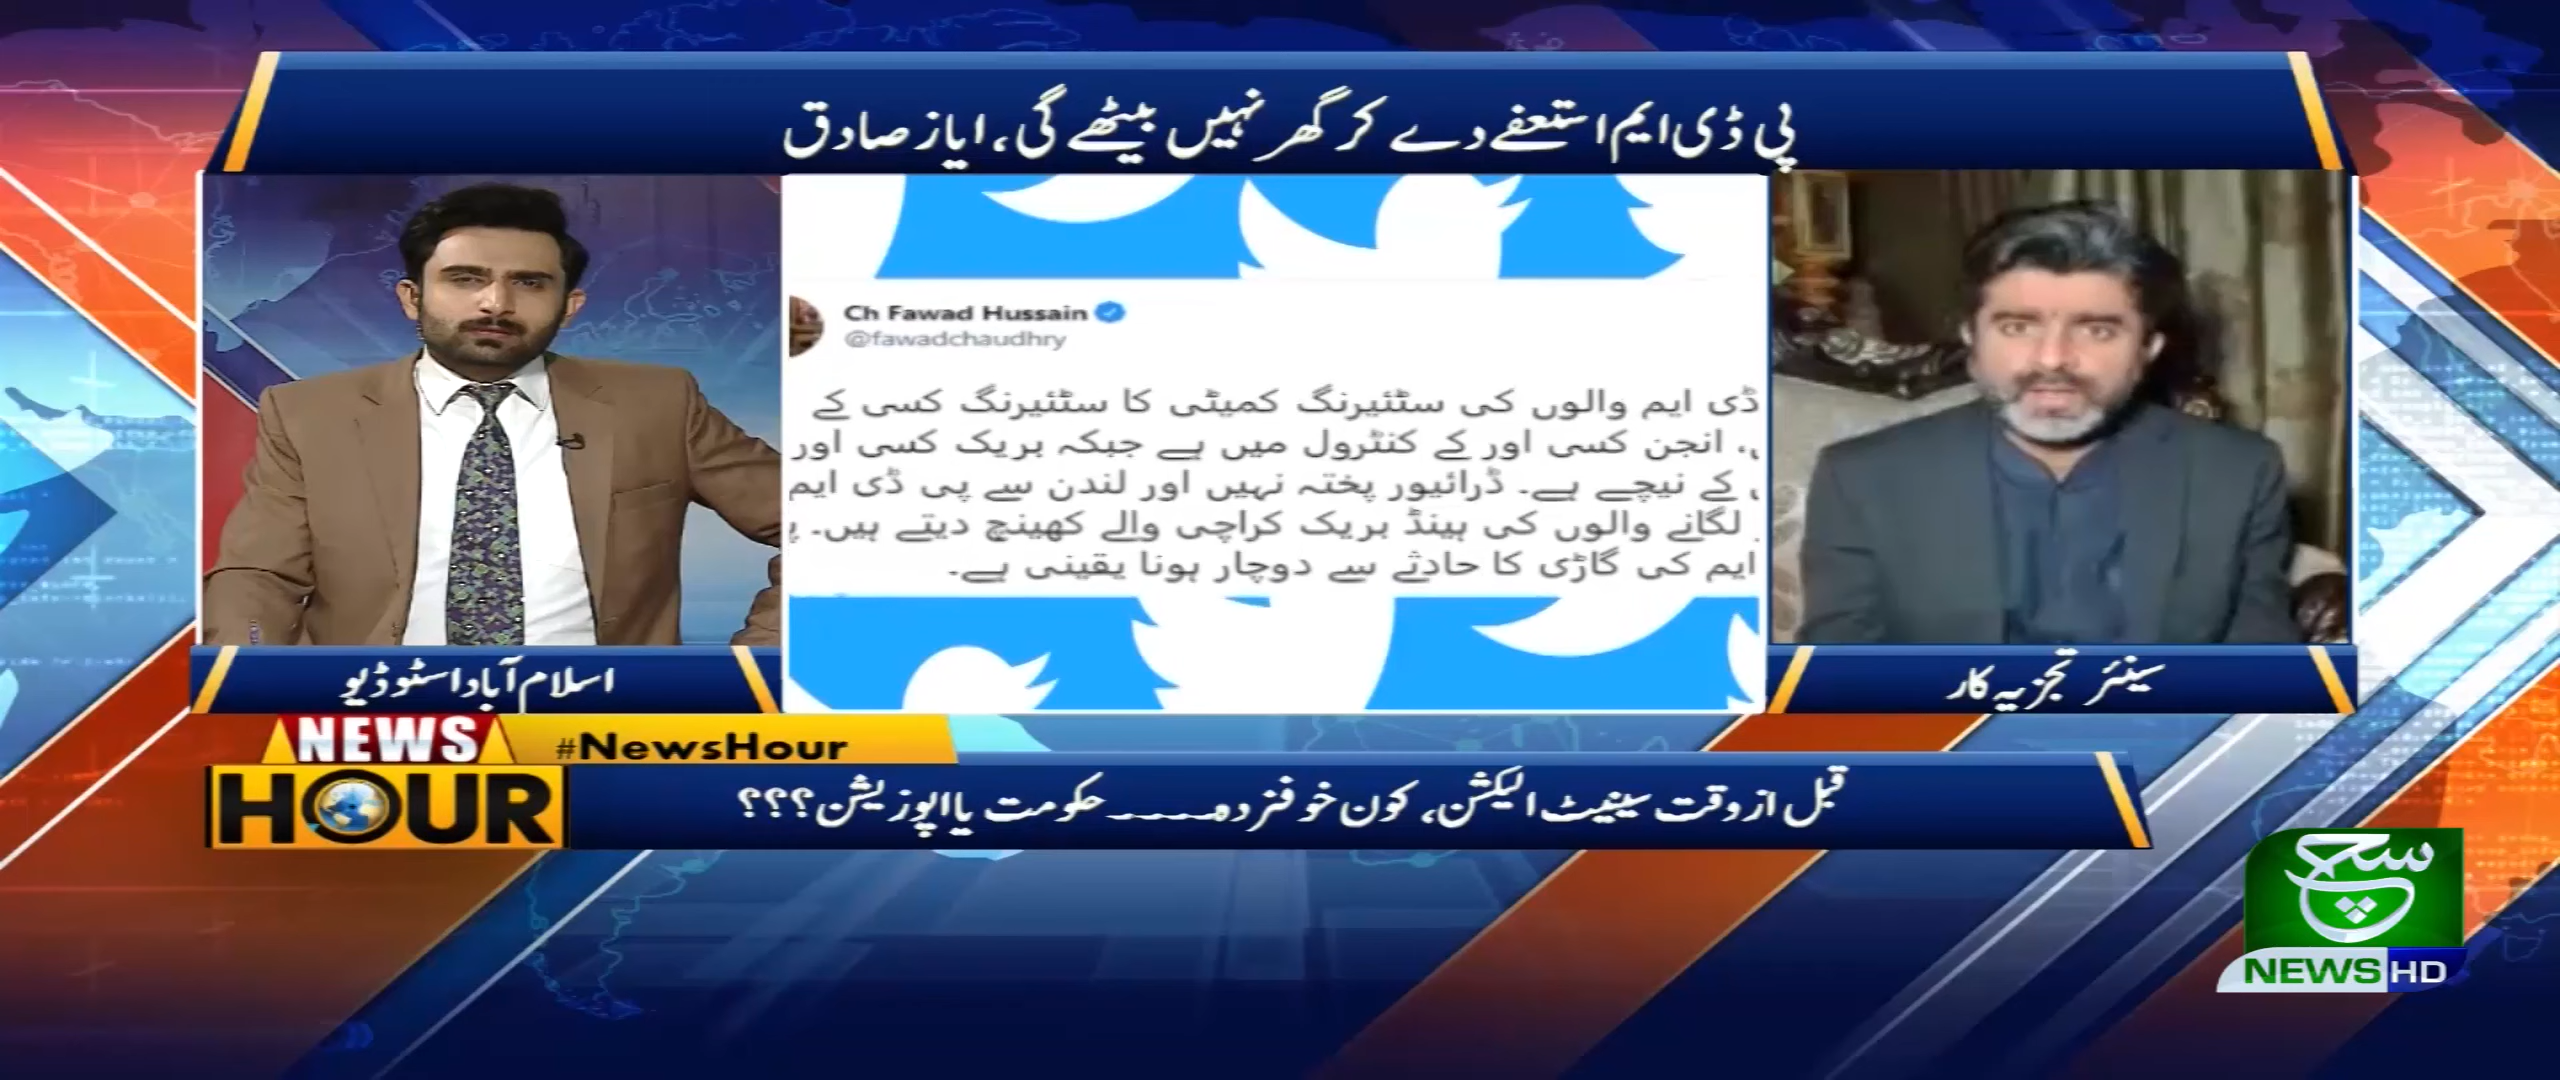 پی ڈی ایم استعفے دے کر گھر نہیں بیٹھے گی، ایاز صادق
Ch Fawad Hussain
@fawadchaudhry
ڈی ایم والوں کی سٹئیرنگ کمیٹی کا سٹئیرنگ کسی کے
، انجن کسی اور کے کنٹرول میں ہے جبکہ بریک کسی اور
کے نیچے ہے۔ ڈرائیور پختہ نہیں اور لندن سے پی ڈی ایم
لگانے والوں کی ہینڈ بریک کراچی والے کھینچ دیتے ہیں۔
ایم کی گاڑی کا حادثے سے دوچار ہونا یقینی ہے۔
اسلام آباد اسٹوڈیو
سینئر تجزیہ کار
NEWS
HOUR
#NewsHour
قبل از وقت سینیٹ الیکشن، کون خوفزدہ۔۔۔۔ حکومت یا اپوزیشن؟؟؟
سچ
NEWS HD